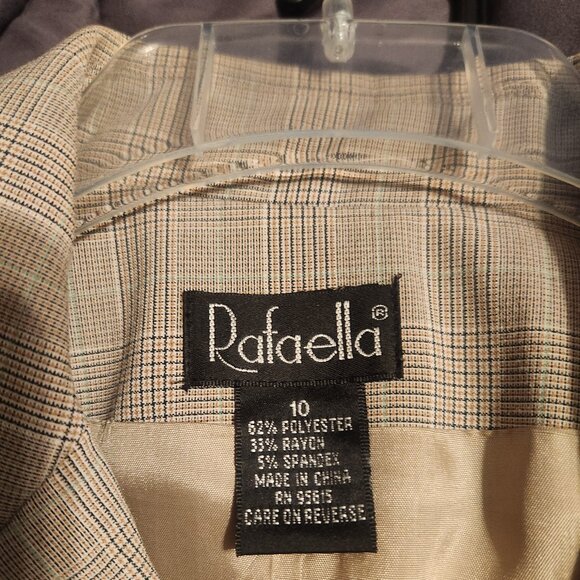 Rafaella ®
10
62% POLYESTER
33% RAYON
5% SPANDEX
MADE IN CHINA
RN 95615
CARE ON REVERSE